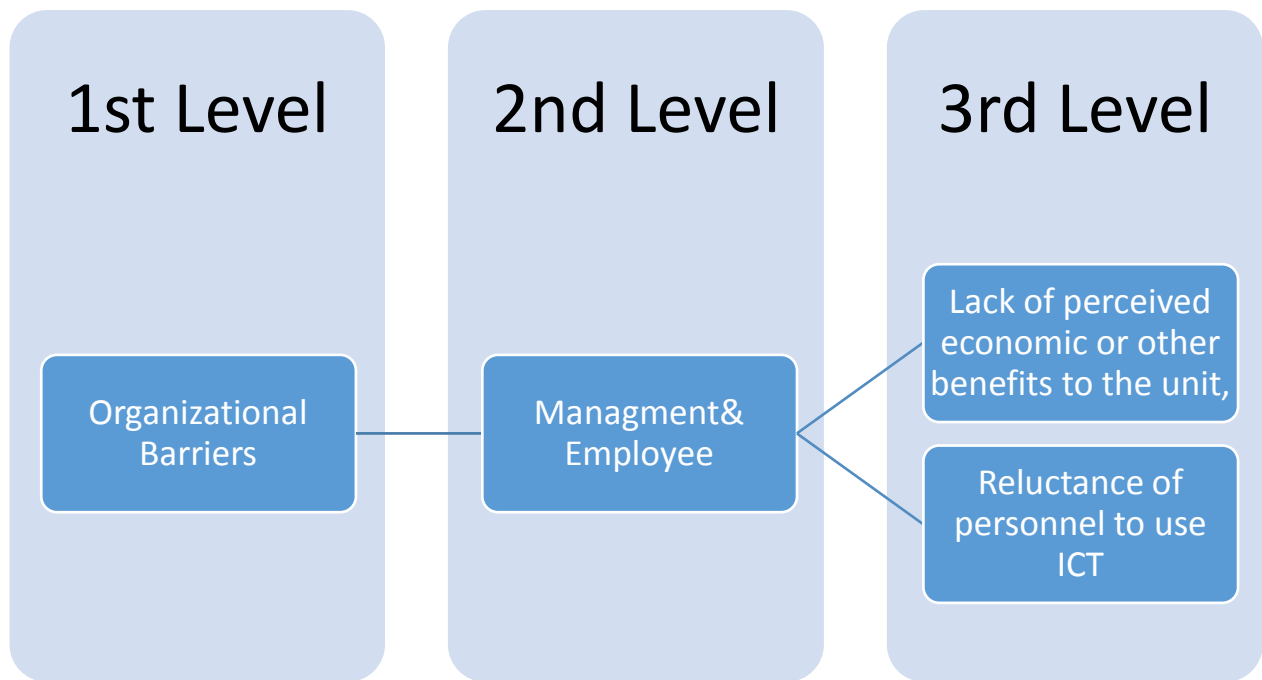 1st Level
2nd Level
3rd Level
Organizational
Barriers
Managment&
Employee
Lack of perceived
economic or other
benefits to the unit,
Reluctance of
personnel to use
ICT